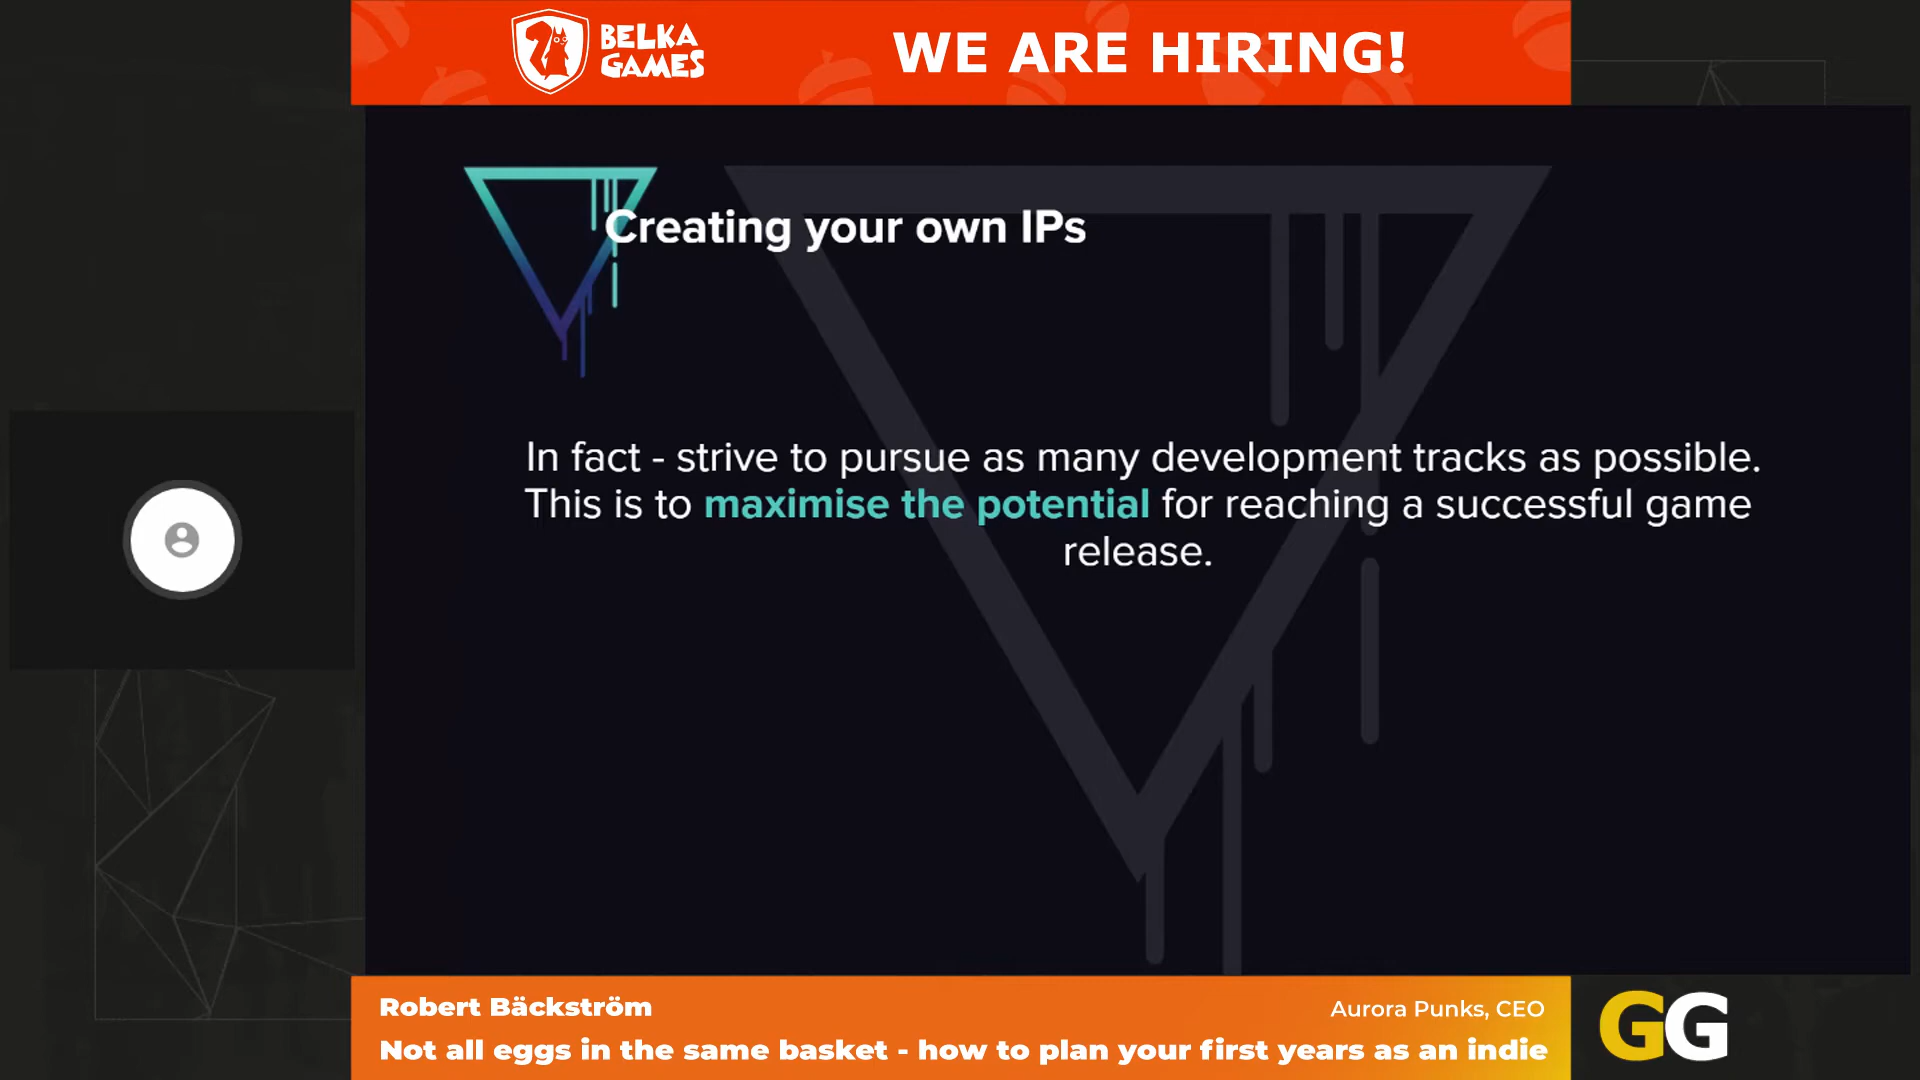 BELKA
GAMES
WE ARE HIRING!
Creating your own IPs
In fact - strive to pursue as many development tracks as possible.
This is to maximise the potential for reaching a successful game
release.
Robert Bäckström
Aurora Punks, CEO
Not all eggs in the same basket - how to plan your first years as an indie
GG